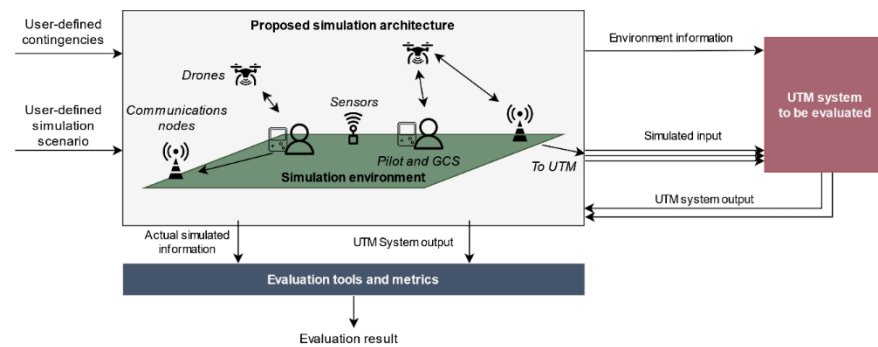 User-defined
contingencies
Proposed simulation architecture
Environment information
Drones
Sensors
Communications
nodes
User-defined
simulation
scenario
UTM system
to be evaluated
Simulated input
Pilot and GCS
To UTM
Simulation environment
UTM system output
Actual simulated
information
UTM System output
Evaluation tools and metrics
Evaluation result